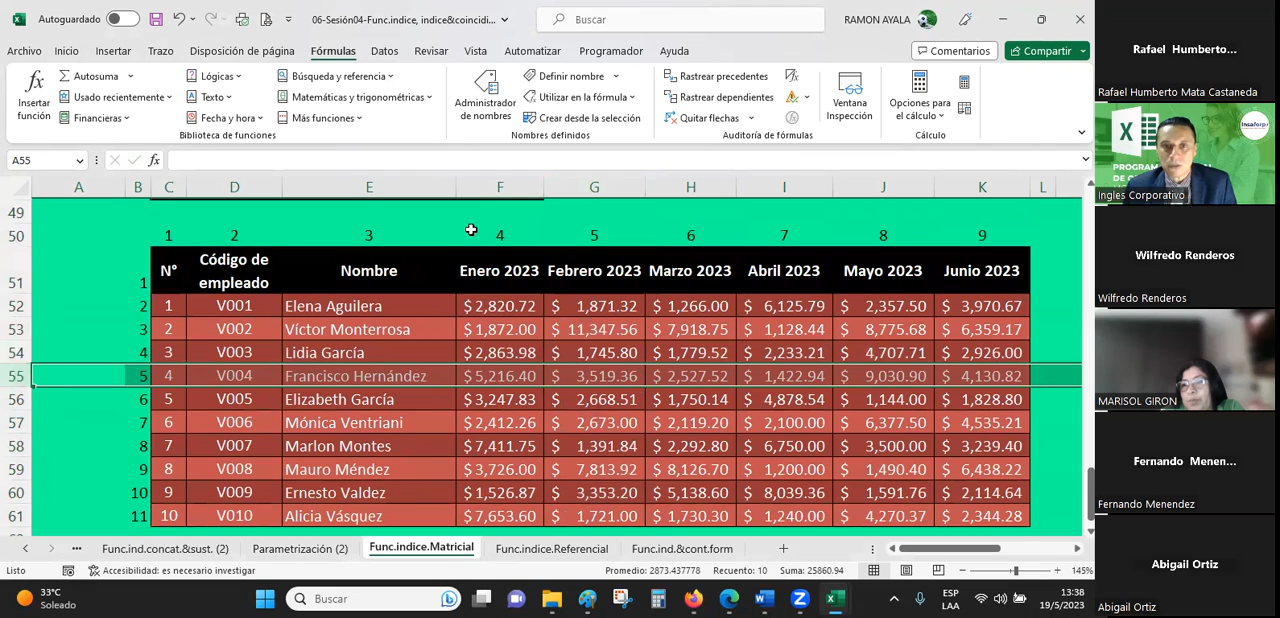 Autoguardado 06-Sesión04-Func.indice, indice&coincidi... Buscar RAMON AYALA
Archivo Inicio Insertar Trazo Disposición de página Fórmulas Datos Revisar Vista Automatizar Programador Ayuda Comentarios Compartir
Insertar función
Autosuma
Usado recientemente
Financieras
Lógicas
Texto
Fecha y hora
Búsqueda y referencia
Matemáticas y trigonométricas
Más funciones
Biblioteca de funciones
Administrador de nombres
Definir nombre
Utilizar en la fórmula
Crear desde la selección
Nombres definidos
Rastrear precedentes
Rastrear dependientes
Quitar flechas
Auditoría de fórmulas
Ventana Inspección
Opciones para el cálculo
Cálculo
A55 fx
A B C D E F G H I J K L
49
50 1 2 3 4 5 6 7 8 9
51 1 N° Código de empleado Nombre Enero 2023 Febrero 2023 Marzo 2023 Abril 2023 Mayo 2023 Junio 2023
52 2 1 V001 Elena Aguilera $ 2,820.72 $ 1,871.32 $ 1,266.00 $ 6,125.79 $ 2,357.50 $ 3,970.67
53 3 2 V002 Víctor Monterrosa $ 1,872.00 $ 11,347.56 $ 7,918.75 $ 1,128.44 $ 8,775.68 $ 6,359.17
54 4 3 V003 Lidia García $ 2,863.98 $ 1,745.80 $ 1,779.52 $ 2,233.21 $ 4,707.71 $ 2,926.00
55 5 4 V004 Francisco Hernández $ 5,216.40 $ 3,519.36 $ 2,527.52 $ 1,422.94 $ 9,030.90 $ 4,130.82
56 6 5 V005 Elizabeth García $ 3,247.83 $ 2,668.51 $ 1,750.14 $ 4,878.54 $ 1,144.00 $ 1,828.80
57 7 6 V006 Mónica Ventriani $ 2,412.26 $ 2,673.00 $ 2,119.20 $ 2,100.00 $ 6,377.50 $ 4,535.21
58 8 7 V007 Marlon Montes $ 7,411.75 $ 1,391.84 $ 2,292.80 $ 6,750.00 $ 3,500.00 $ 3,239.40
59 9 8 V008 Mauro Méndez $ 3,726.00 $ 7,813.92 $ 8,126.70 $ 1,200.00 $ 1,490.40 $ 6,438.22
60 10 9 V009 Ernesto Valdez $ 1,526.87 $ 3,353.20 $ 5,138.60 $ 8,039.36 $ 1,591.76 $ 2,114.64
61 11 10 V010 Alicia Vásquez $ 7,653.60 $ 1,721.00 $ 1,730.30 $ 1,240.00 $ 4,270.37 $ 2,344.28
Func.ind.concat.&sust. (2) Parametrización (2) Func.indice.Matricial Func.indice.Referencial Func.ind.&cont.form
Listo Accesibilidad: es necesario investigar Promedio: 2873.437778 Recuento: 10 Suma: 25860.94 145%
33°C
Soleado
Buscar
ESP
LAA
13:38
19/5/2023
Rafael Humberto...
Rafael Humberto Mata Castaneda
Ingles Corporativo
Wilfredo Renderos
Wilfredo Renderos
MARISOL GIRON
Fernando Menen...
Fernando Menendez
Abigail Ortiz
Abigail Ortiz